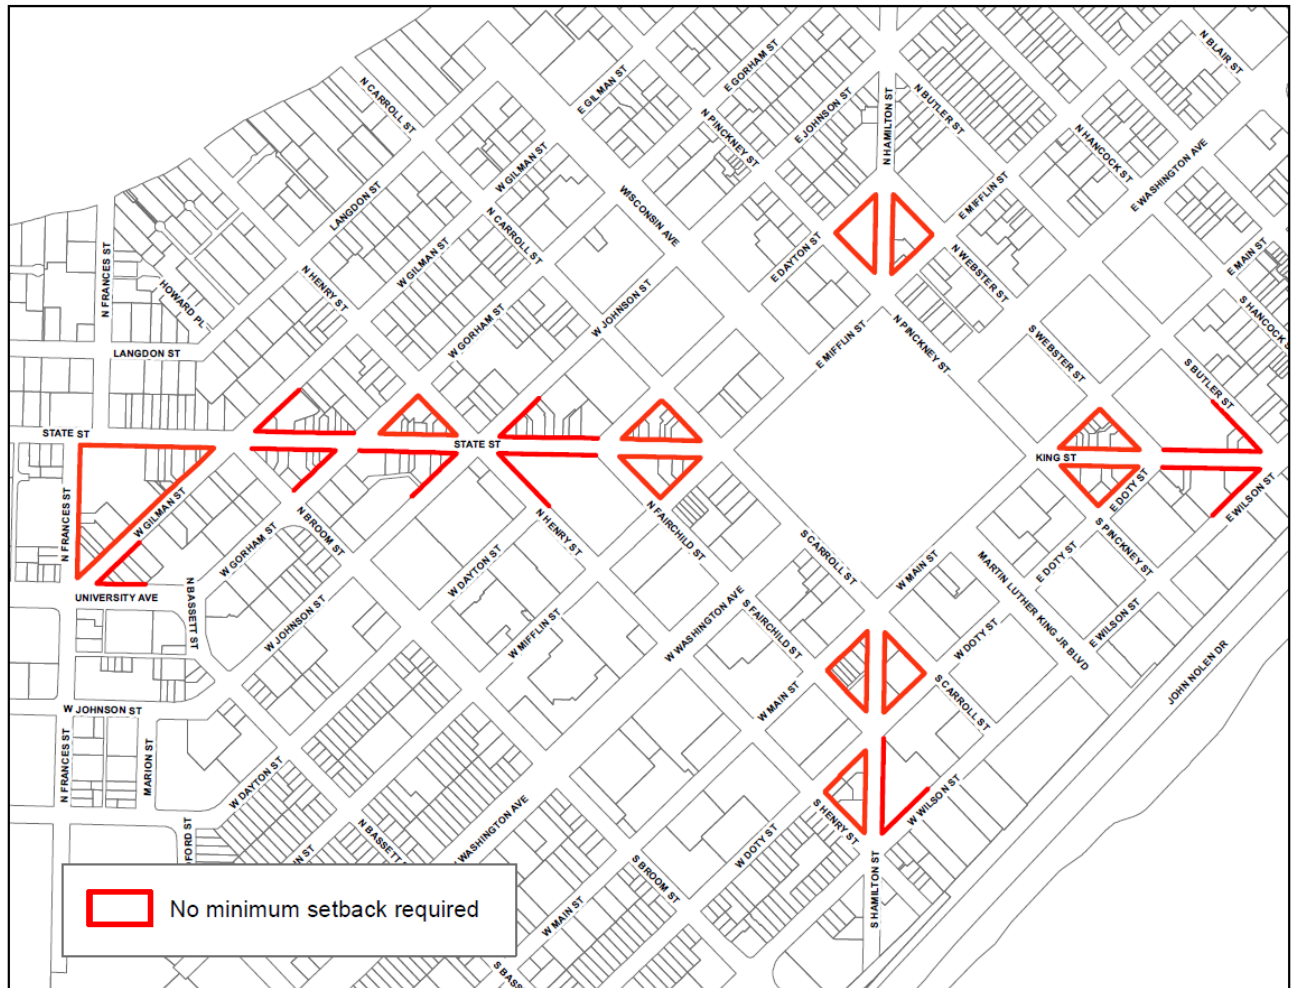 N BLAIR ST
E GORHAM ST
E GILMAN ST
N CARROLL ST
N BUTLER ST
E JOHNSON ST
N HAMILTON ST
N PINCKNEY ST
N HANCOCK ST
E WASHINGTON AVE
W GILMAN ST
LANGDON ST
WISCONSIN AVE
E MIFFLIN ST
N CARROLL ST
W GILMAN ST
E DAYTON ST
N WEBSTER ST
E MAIN ST
N FRANCES ST
HOWARD PL
N HENRY ST
W GORHAM ST
W JOHNSON ST
S HANCOCK
E MIFFLIN ST
N PINCKNEY ST
S WEBSTER ST
LANGDON ST
S BUTLER ST
STATE ST
STATE ST
KING ST
N FRANCES ST
W GILMAN ST
E DOTY ST
E WILSON ST
W GORHAM ST
N BROOM ST
N HENRY ST
N FAIRCHILD ST
S PINCKNEY ST
S CARROLL ST
W MAIN ST
E DOTY ST
MARTIN LUTHER KING JR BLVD
UNIVERSITY AVE
N BASSETT ST
W DAYTON ST
W JOHNSON ST
W MIFFLIN ST
W WASHINGTON AVE
S FAIRCHILD ST
W DOTY ST
E WILSON ST
JOHN NOLEN DR
W MAIN ST
S CARROLL ST
W JOHNSON ST
N FRANCES ST
MARION ST
W DAYTON ST
S HENRY ST
W WILSON ST
FORD ST
IN ST
N BASSETT
WASHINGTON AVE
W DOTY ST
S BROOM ST
S HAMILTON ST
W MAIN ST
S BASS
No minimum setback required